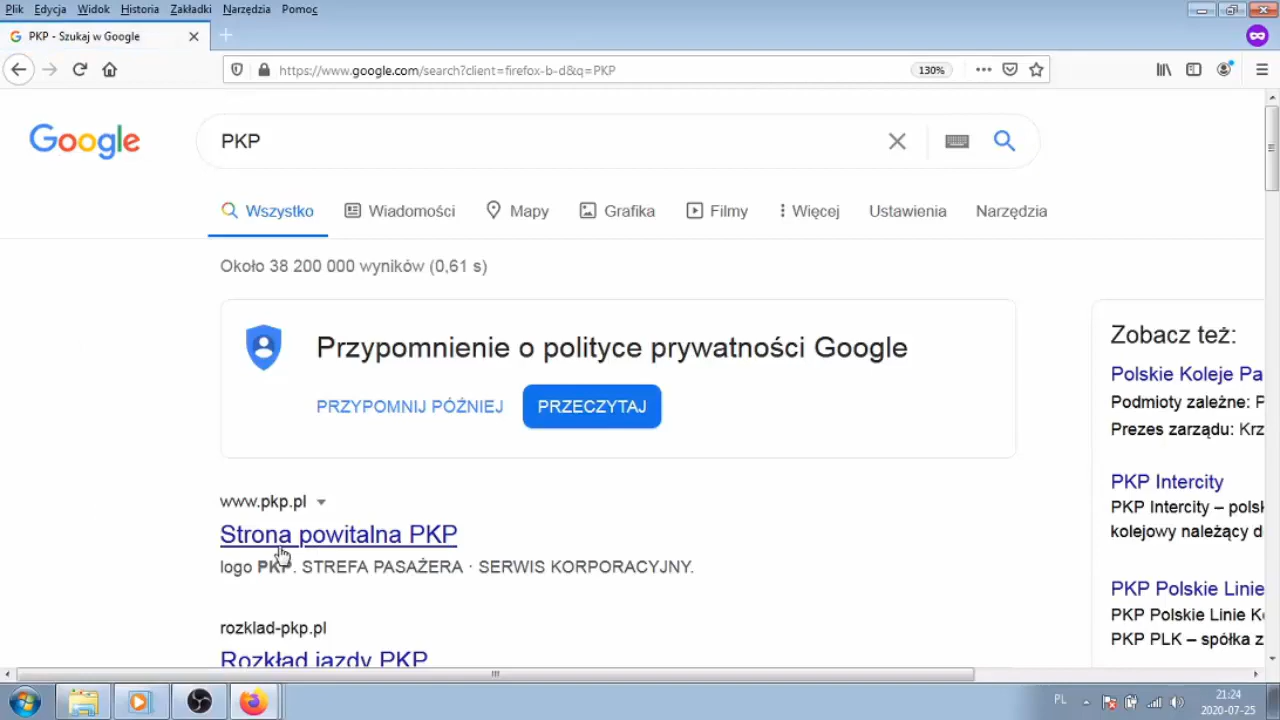 Plik Edycja Widok Historia Zakładki Narzędzia Pomoc
PKP - Szukaj w Google
https://www.google.com/search?client=firefox-b-d&q=PKP 130%
Google PKP
Wszystko Wiadomości Mapy Grafika Filmy Więcej Ustawienia Narzędzia
Około 38 200 000 wyników (0,61 s)
Przypomnienie o polityce prywatności Google
PRZYPOMNIJ PÓŹNIEJ PRZECZYTAJ
www.pkp.pl
Strona powitalna PKP
logo PKP. STREFA PASAŻERA · SERWIS KORPORACYJNY.
rozklad-pkp.pl
Rozkład jazdy PKP
Zobacz też:
Polskie Koleje Pa
Podmioty zależne: P
Prezes zarządu: Krz
PKP Intercity
PKP Intercity – polsk
kolejowy należący d
PKP Polskie Linie
PKP Polskie Linie K
PKP PLK – spółka z
PL
21:24
2020-07-25